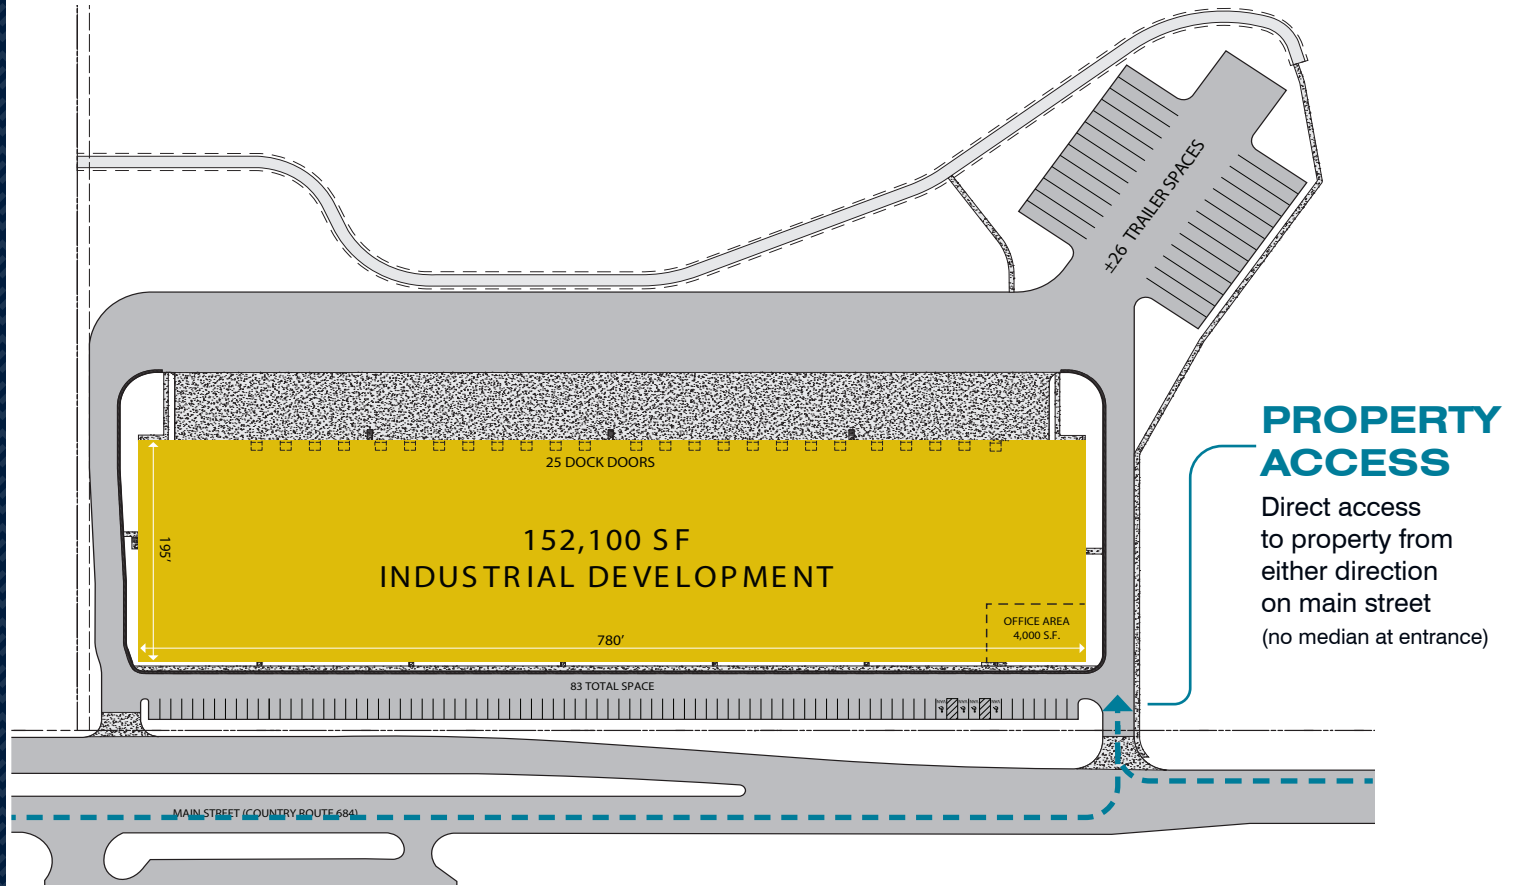 ±26 TRAILER SPACES
PROPERTY
ACCESS
Direct access
to property from
either direction
on main street
(no median at entrance)
25 DOCK DOORS
195'
152,100 SF
INDUSTRIAL DEVELOPMENT
OFFICE AREA
4,000 S.F.
780'
83 TOTAL SPACE
MAIN STREET (COUNTRY ROUTE 684)